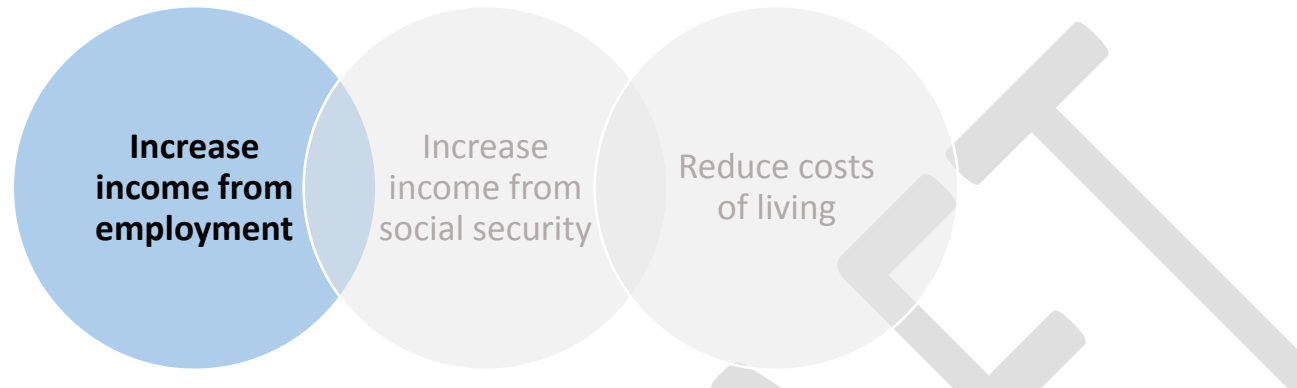 Increase
income from
employment
Increase
income from
social security
Reduce costs
of living